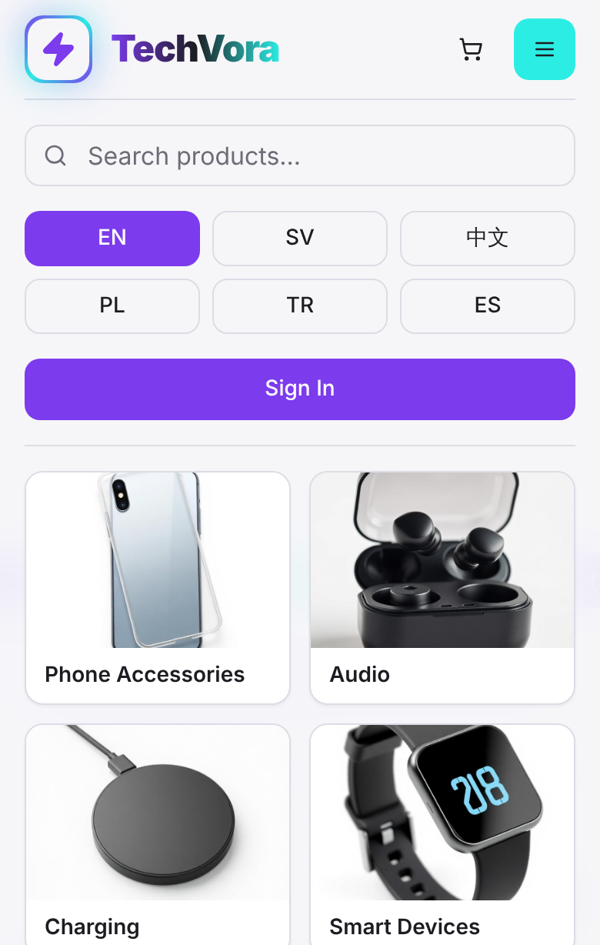 TechVora
Search products...
EN
SV
中文
PL
TR
ES
Sign In
Phone Accessories
Audio
Charging
Smart Devices